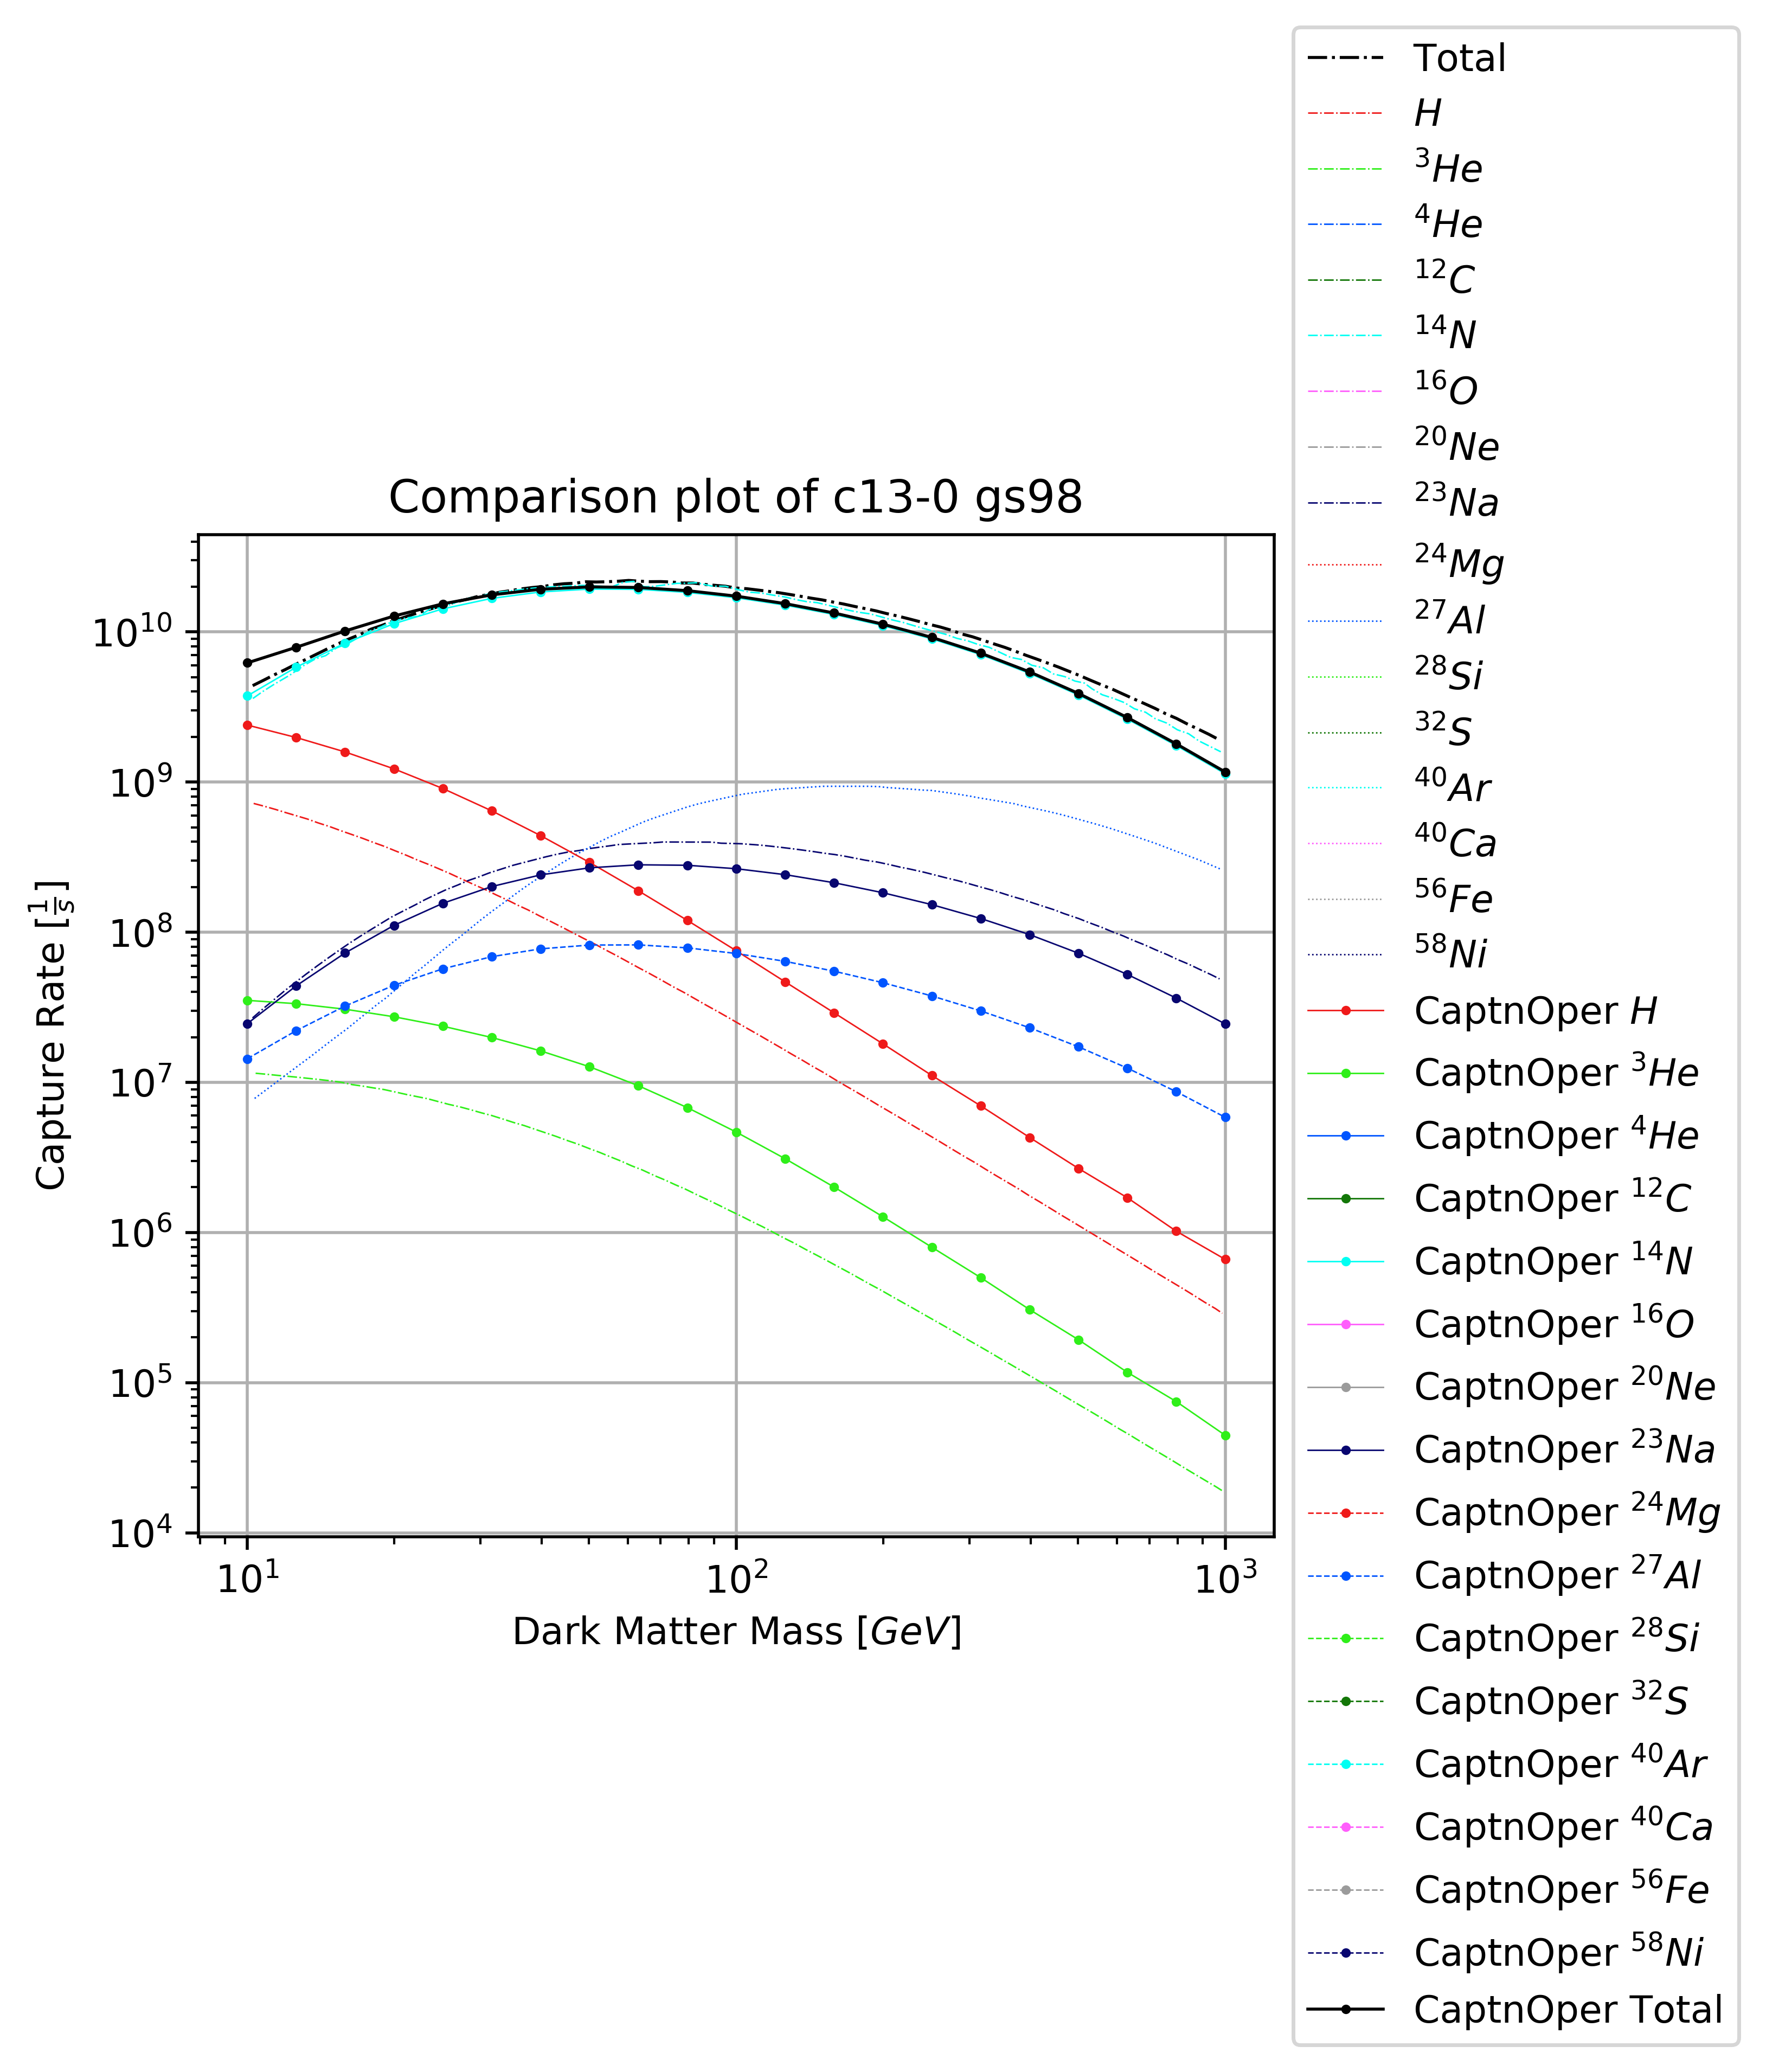 Comparison plot of c13-0 gs98
Capture Rate [1/s]
10^10
10^9
10^8
10^7
10^6
10^5
10^4
10^1 10^2 10^3
Dark Matter Mass [GeV]
Total
H
^3He
^4He
^12C
^14N
^16O
^20Ne
^23Na
^24Mg
^27Al
^28Si
^32S
^40Ar
^40Ca
^56Fe
^58Ni
CaptnOper H
CaptnOper ^3He
CaptnOper ^4He
CaptnOper ^12C
CaptnOper ^14N
CaptnOper ^16O
CaptnOper ^20Ne
CaptnOper ^23Na
CaptnOper ^24Mg
CaptnOper ^27Al
CaptnOper ^28Si
CaptnOper ^32S
CaptnOper ^40Ar
CaptnOper ^40Ca
CaptnOper ^56Fe
CaptnOper ^58Ni
CaptnOper Total